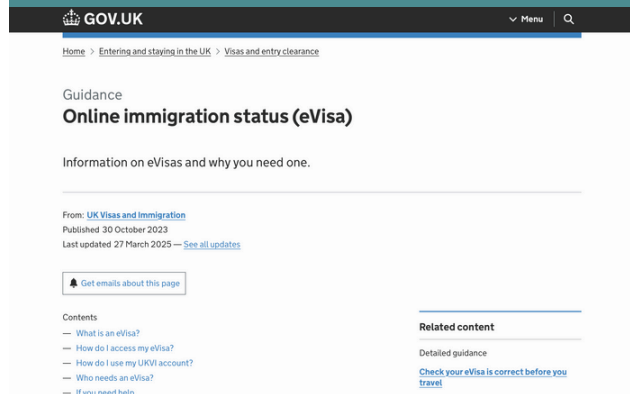 GOV.UK
Menu
Home > Entering and staying in the UK > Visas and entry clearance
Guidance
Online immigration status (eVisa)
Information on eVisas and why you need one.
From: UK Visas and Immigration
Published 30 October 2023
Last updated 27 March 2025 — See all updates
Get emails about this page
Contents
— What is an eVisa?
— How do I access my eVisa?
— How do I use my UKVI account?
— Who needs an eVisa?
— If you need help
Related content
Detailed guidance
Check your eVisa is correct before you
travel